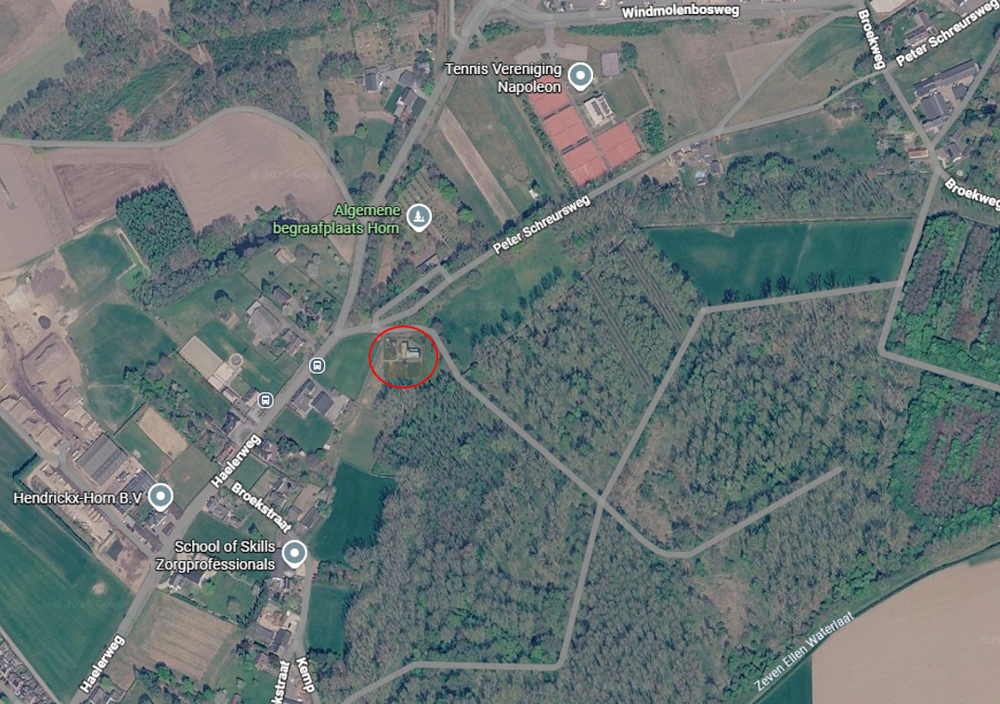 Windmolenbosweg
Broekweg
Peter Schreursweg
Tennis Vereniging
Napoleon
Broekweg
Algemene
begraafplaats Horn
Peter Schreursweg
Haelerweg
Hendrickx-Horn B.V
Broekstraat
School of Skills
Zorgprofessionals
Zeven Ellen Waterlaat
Haelerweg
kstraat
Kemp